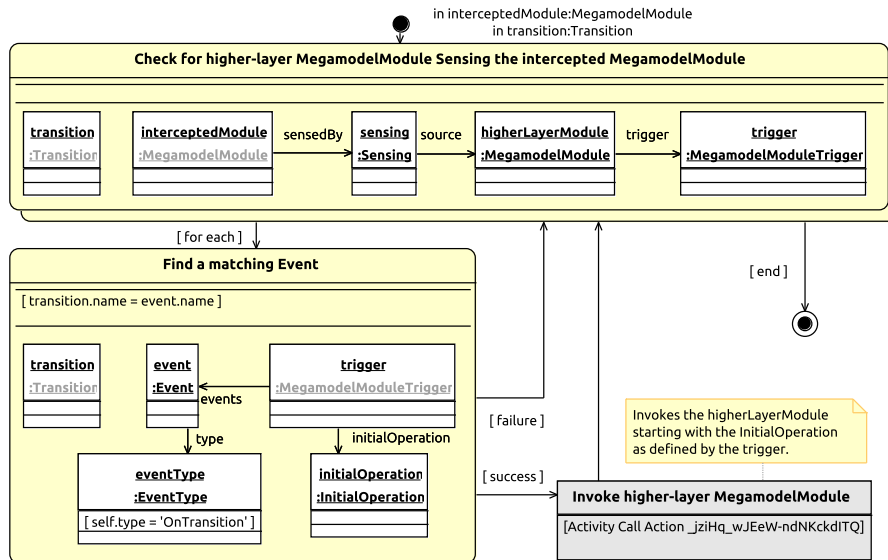 in interceptedModule:MegamodelModule
in transition:Transition
Check for higher-layer MegamodelModule Sensing the intercepted MegamodelModule
transition
:Transition
interceptedModule
:MegamodelModule
sensedBy
sensing
:Sensing
source
higherLayerModule
:MegamodelModule
trigger
trigger
:MegamodelModuleTrigger
[ for each ]
[ end ]
Find a matching Event
[ transition.name = event.name ]
transition
:Transition
event
:Event
events
trigger
:MegamodelModuleTrigger
type
initialOperation
eventType
:EventType
[ self.type = 'OnTransition' ]
initialOperation
:InitialOperation
[ failure ]
[ success ]
Invokes the higherLayerModule
starting with the InitialOperation
as defined by the trigger.
Invoke higher-layer MegamodelModule
[Activity Call Action _jziHq_wJEeW-ndNKckdITQ]